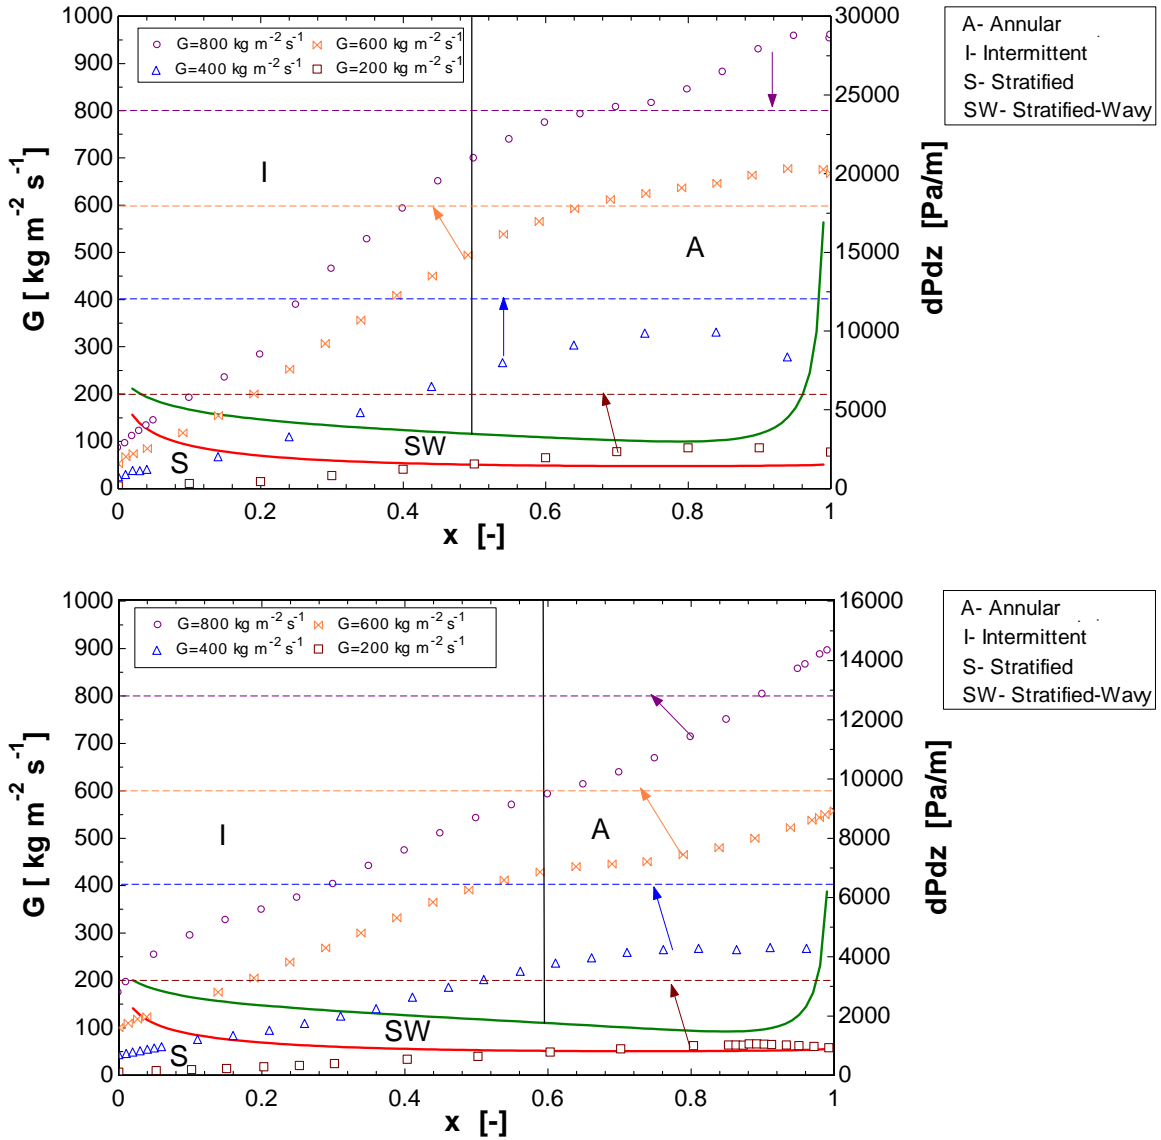 G=800 kg m-2 s-1
G=600 kg m-2 s-1
G=400 kg m-2 s-1
G=200 kg m-2 s-1
A- Annular
I- Intermittent
S- Stratified
SW- Stratified-Wavy
1000
900
800
700
600
500
400
300
200
100
0
G [ kg m-2 s-1]
30000
25000
20000
15000
10000
5000
0
dPdz [Pa/m]
I
A
SW
S
0
0.2
0.4
0.6
0.8
1
x [-]
G=800 kg m-2 s-1
G=600 kg m-2 s-1
G=400 kg m-2 s-1
G=200 kg m-2 s-1
A- Annular
I- Intermittent
S- Stratified
SW- Stratified-Wavy
1000
900
800
700
600
500
400
300
200
100
0
G [ kg m-2 s-1]
16000
14000
12000
10000
8000
6000
4000
2000
0
dPdz [Pa/m]
I
A
SW
S
0
0.2
0.4
0.6
0.8
1
x [-]